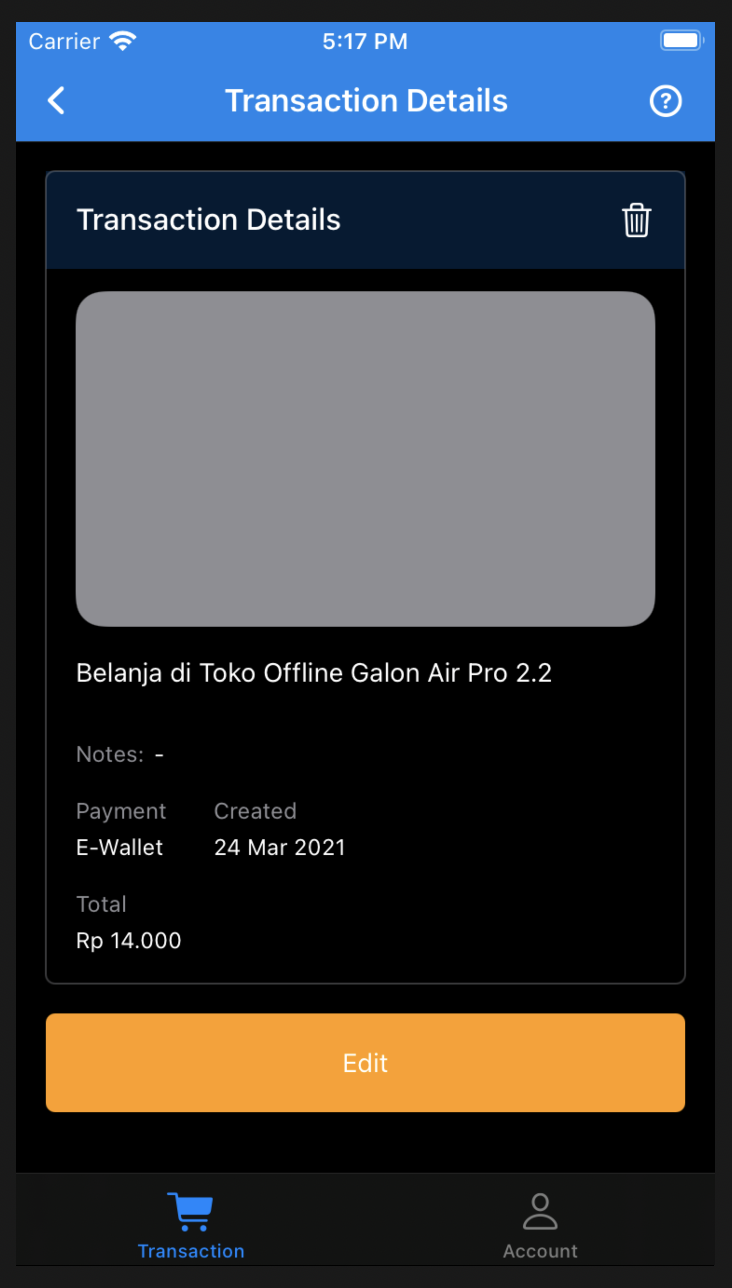 Carrier 5:17 PM
Transaction Details
Transaction Details
Belanja di Toko Offline Galon Air Pro 2.2
Notes: -
Payment Created
E-Wallet 24 Mar 2021
Total
Rp 14.000
Edit
Transaction Account